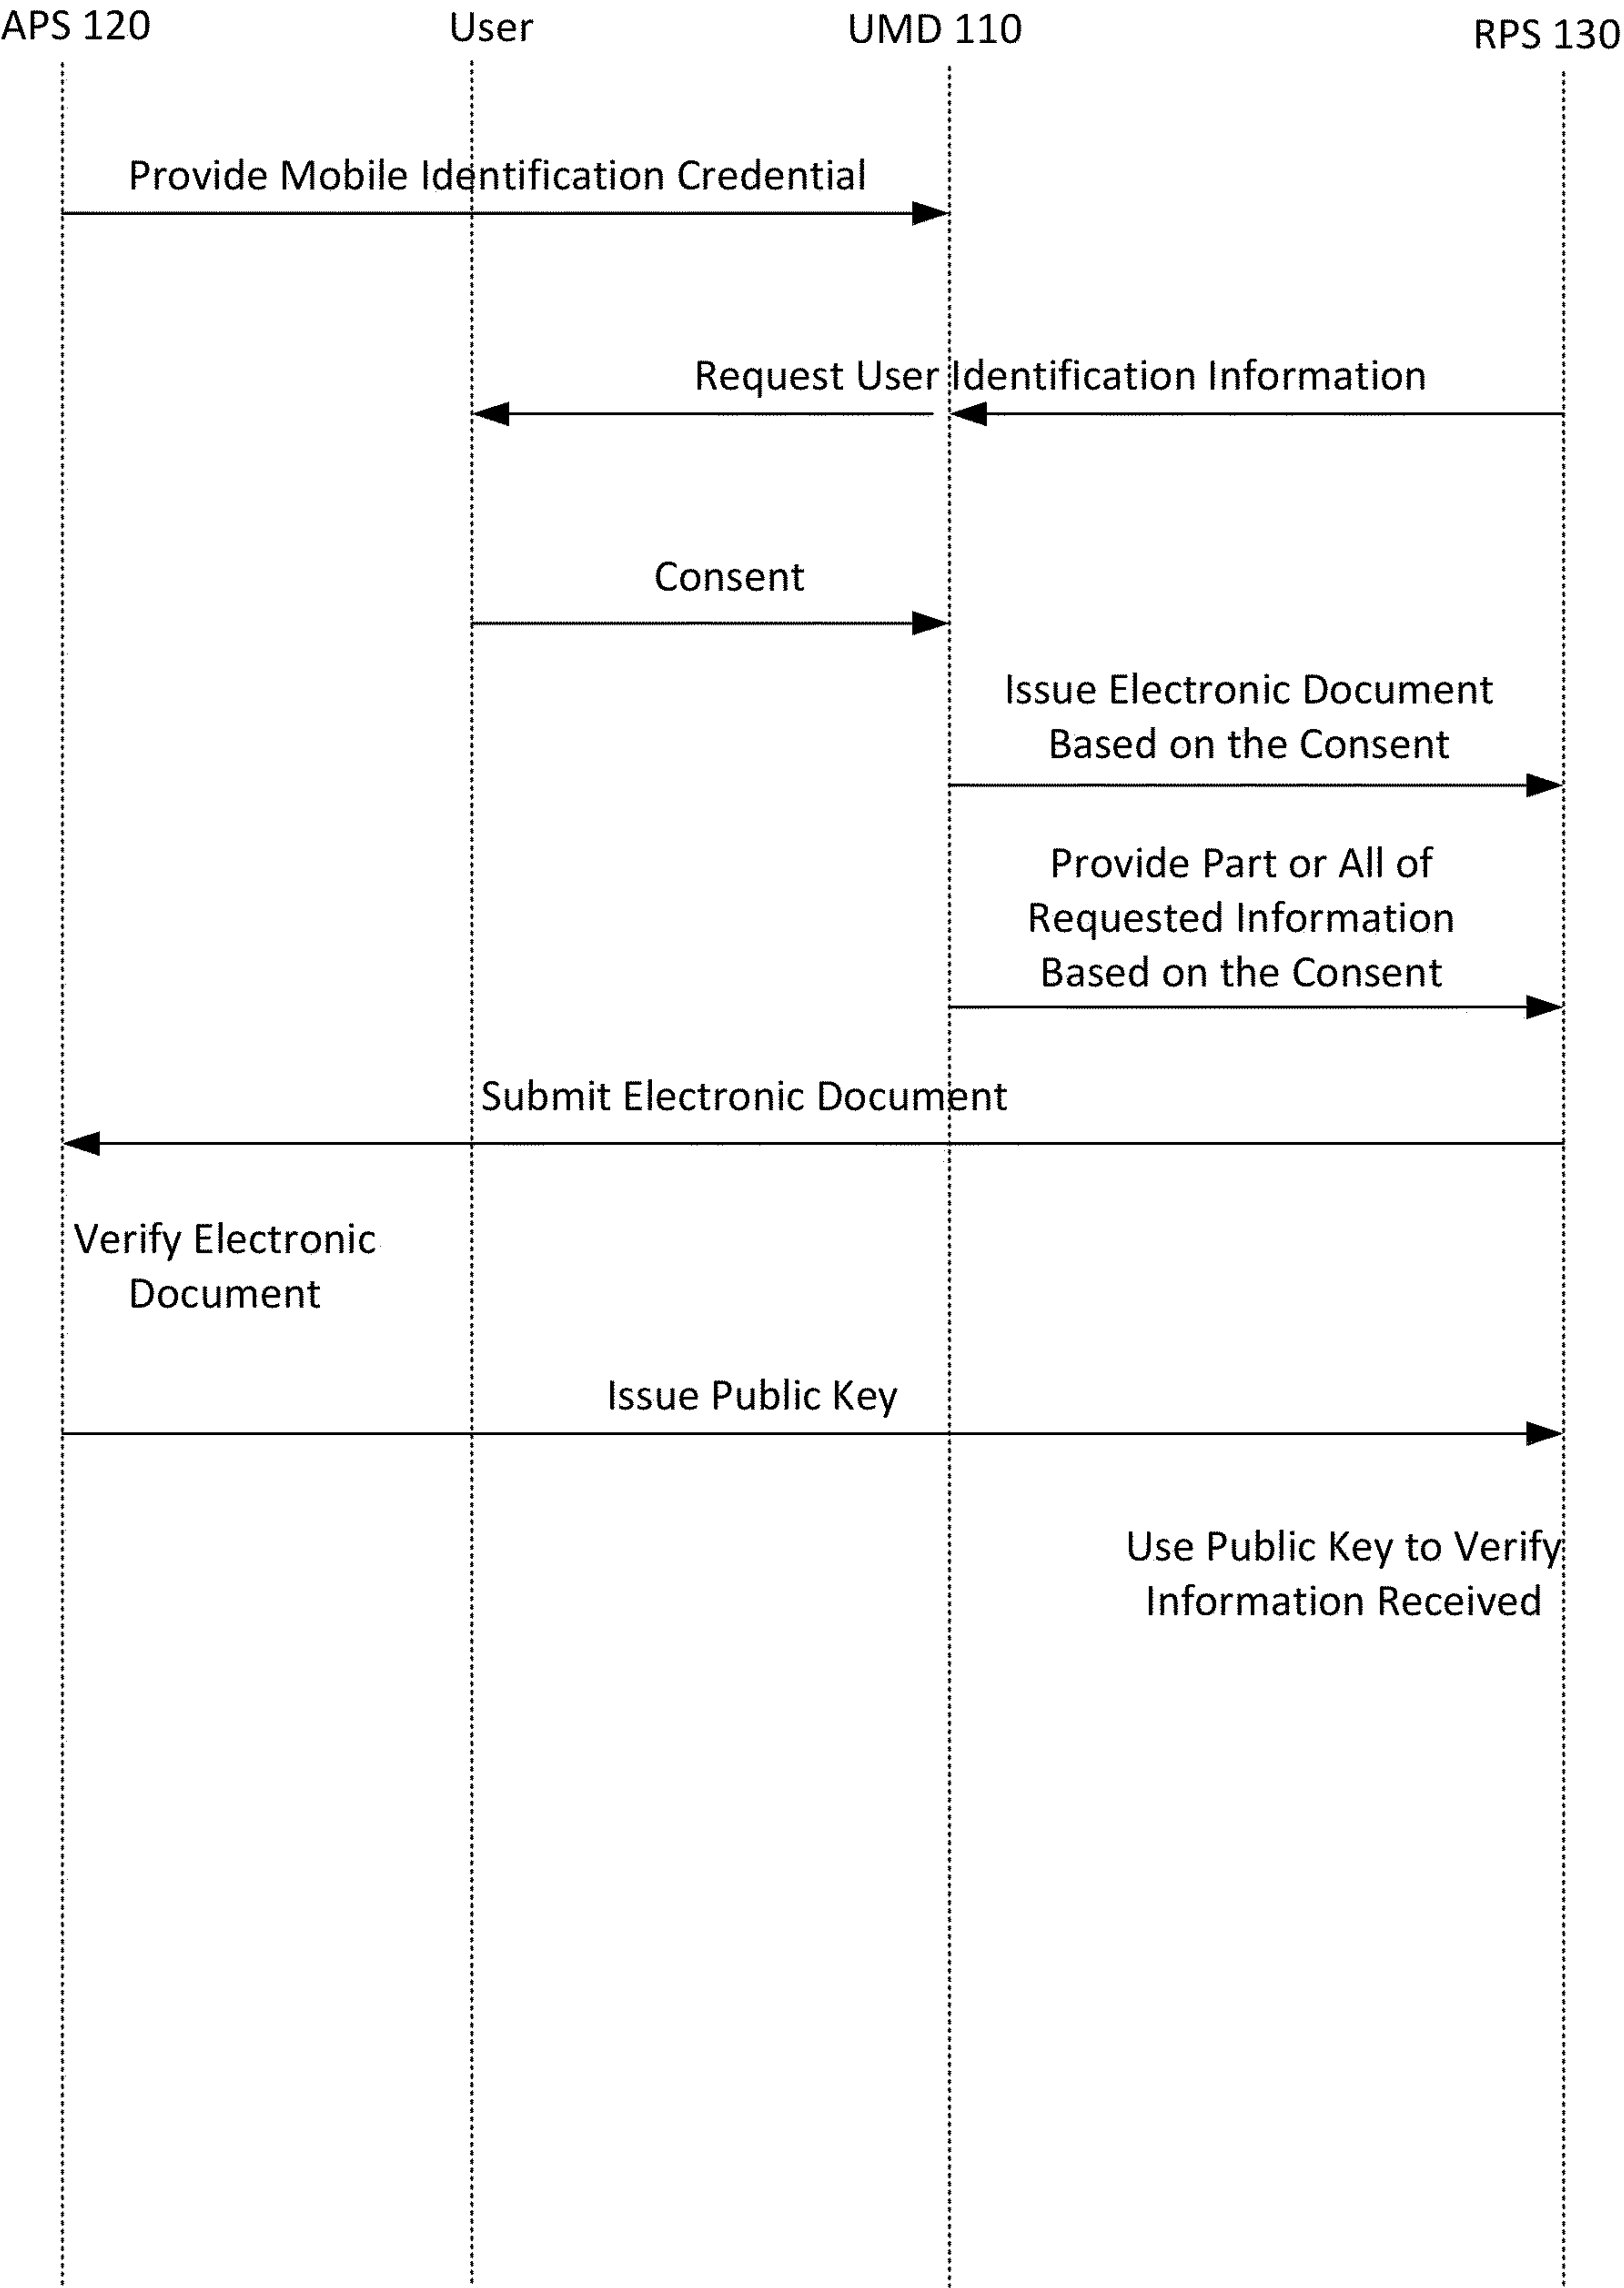 APS 120
User
UMD 110
RPS 130
Provide Mobile Identification Credential
Request User Identification Information
Consent
Issue Electronic Document
Based on the Consent
Provide Part or All of
Requested Information
Based on the Consent
Submit Electronic Document
Verify Electronic
Document
Issue Public Key
Use Public Key to Verify
Information Received